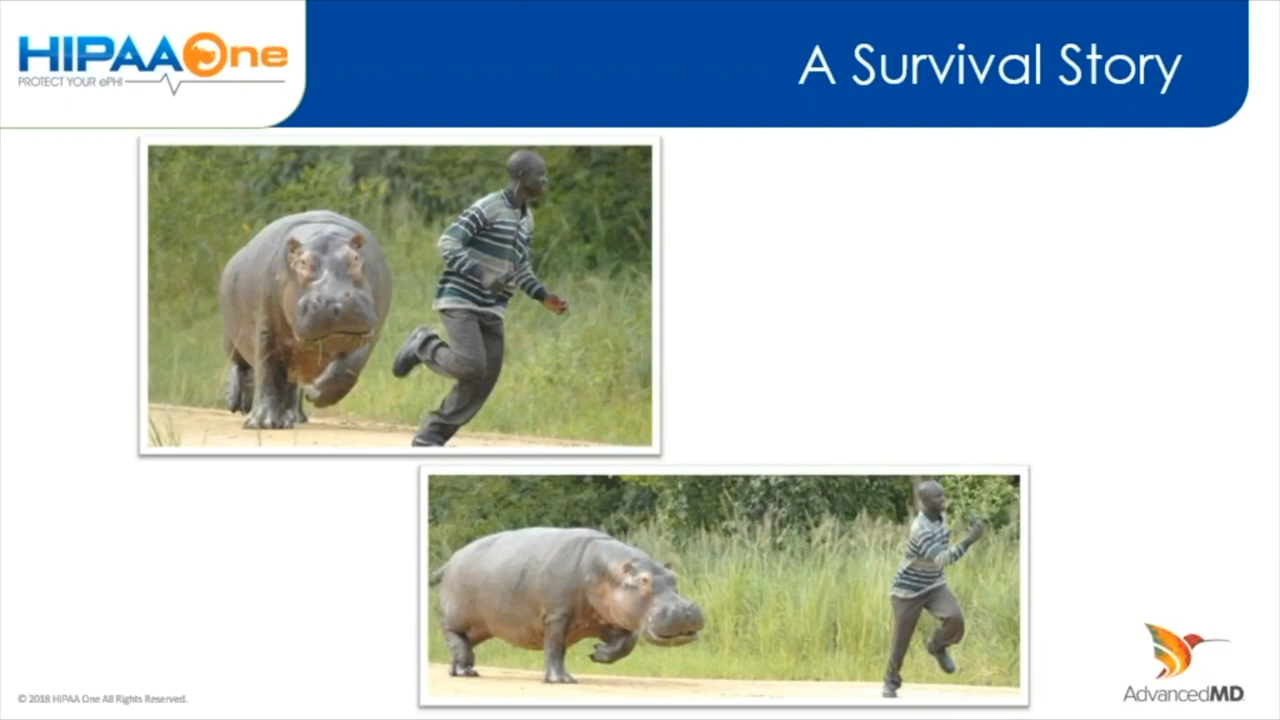 HIPAA One
PROTECT YOUR ePHI
A Survival Story
© 2018 HIPAA One All Rights Reserved.
AdvancedMD